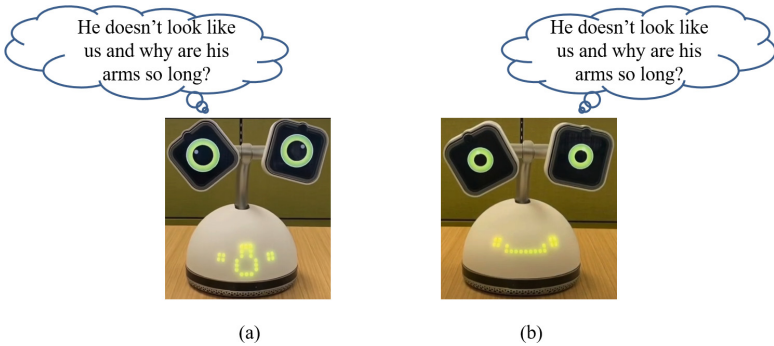 He doesn’t look like
us and why are his
arms so long?
He doesn’t look like
us and why are his
arms so long?
(a)
(b)